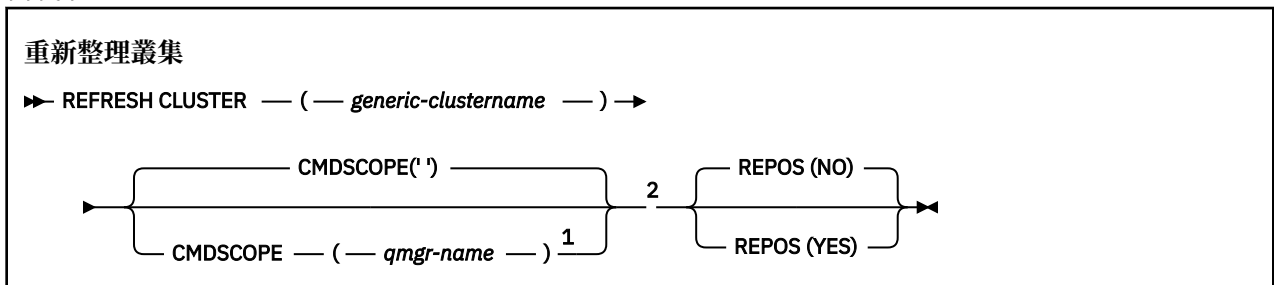 重新整理叢集
REFRESH CLUSTER ( generic-clustername )
CMDSCOPE(' ')
CMDSCOPE ( qmgr-name ) 1
2
REPOS (NO)
REPOS (YES)